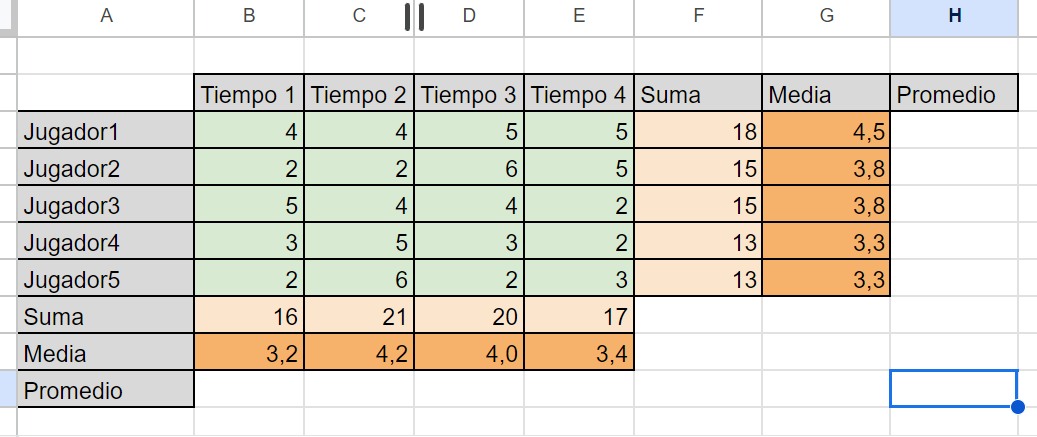 A B C D E F G H
Tiempo 1 Tiempo 2 Tiempo 3 Tiempo 4 Suma Media Promedio
Jugador1 4 4 5 5 18 4,5
Jugador2 2 2 6 5 15 3,8
Jugador3 5 4 4 2 15 3,8
Jugador4 3 5 3 2 13 3,3
Jugador5 2 6 2 3 13 3,3
Suma 16 21 20 17
Media 3,2 4,2 4,0 3,4
Promedio